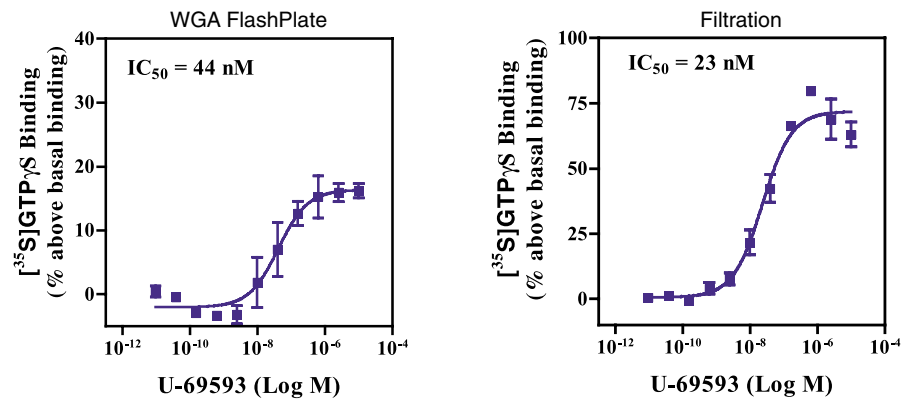 WGA FlashPlate
IC₅₀ = 44 nM
[³⁵S]GTPγS Binding
(% above basal binding)
40
30
20
10
0
10⁻¹² 10⁻¹⁰ 10⁻⁸ 10⁻⁶ 10⁻⁴
U-69593 (Log M)
Filtration
IC₅₀ = 23 nM
[³⁵S]GTPγS Binding
(% above basal binding)
100
75
50
25
0
10⁻¹² 10⁻¹⁰ 10⁻⁸ 10⁻⁶ 10⁻⁴
U-69593 (Log M)